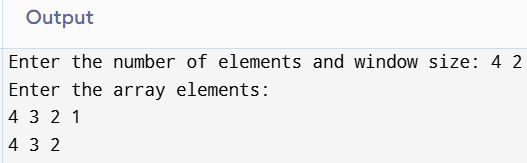 Output
Enter the number of elements and window size: 4 2
Enter the array elements:
4 3 2 1
4 3 2